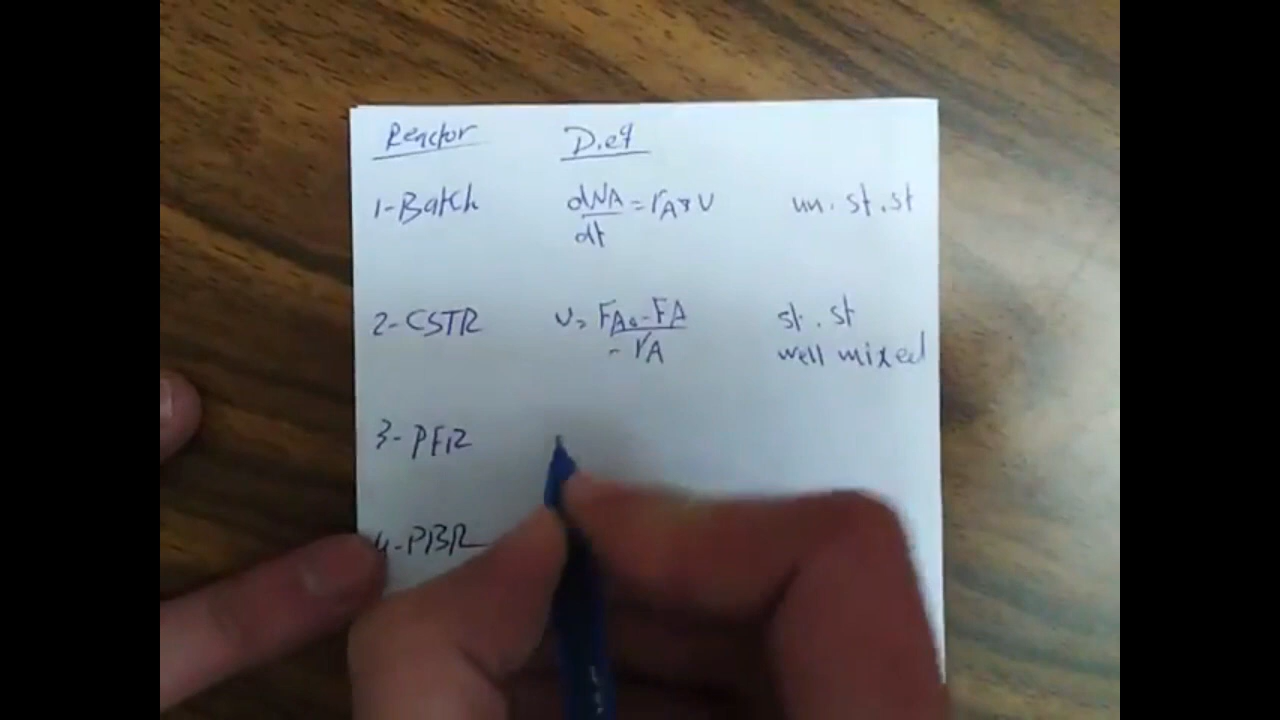 Reactor D.eq
1-Batch dNA/dt = rA*V un. st. st
2-CSTR V = FA0 - FA / -rA st. st
well mixed
3-PFR
4-PBR